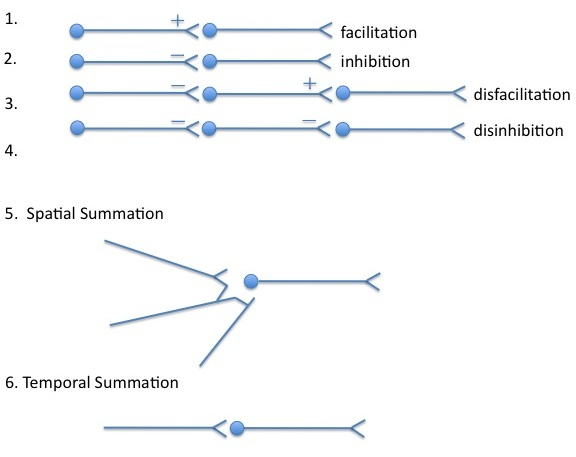 1.
+
facilitation
2.
−
inhibition
3.
− +
disfacilitation
4.
− −
disinhibition
5. Spatial Summation
6. Temporal Summation